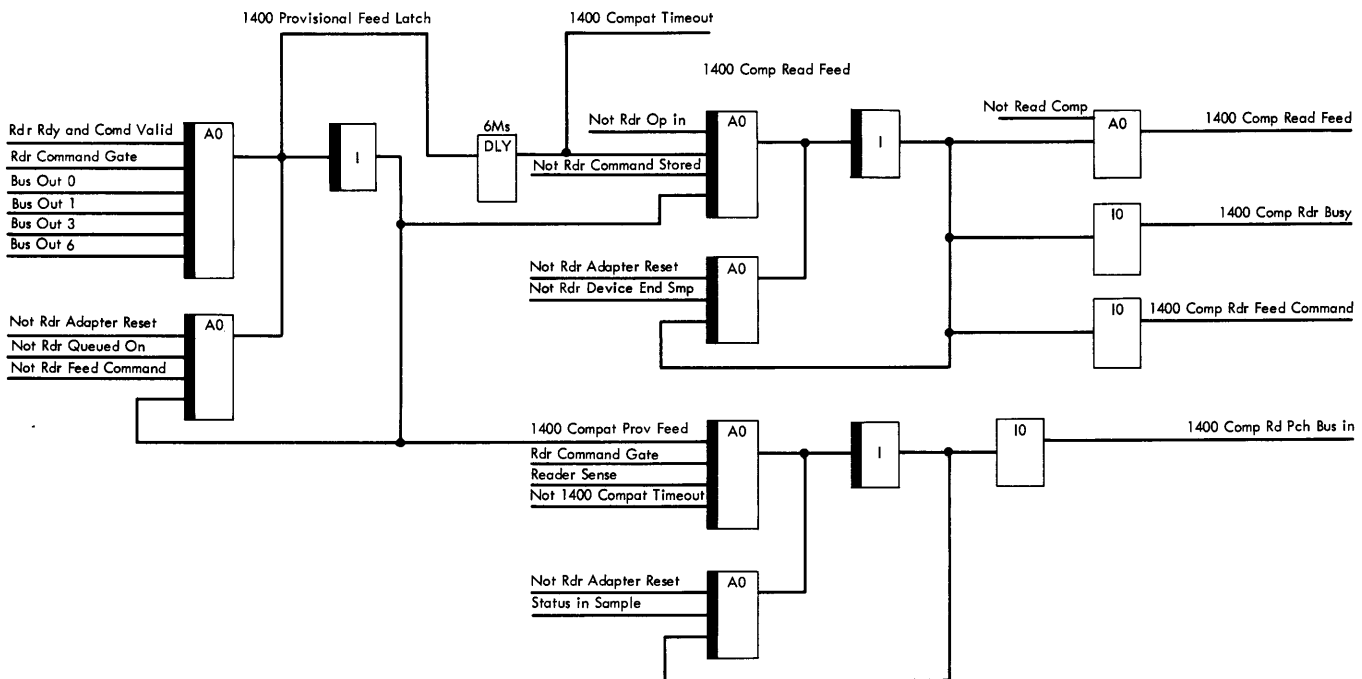 1400 Provisional Feed Latch
1400 Compat Timeout
1400 Comp Read Feed
Rdr Rdy and Comd Valid
Rdr Command Gate
Bus Out 0
Bus Out 1
Bus Out 3
Bus Out 6
A0
I
6Ms
DLY
Not Rdr Op in
Not Rdr Command Stored
A0
I
Not Read Comp
A0
1400 Comp Read Feed
I0
1400 Comp Rdr Busy
Not Rdr Adapter Reset
Not Rdr Device End Smp
A0
I0
1400 Comp Rdr Feed Command
Not Rdr Adapter Reset
Not Rdr Queued On
Not Rdr Feed Command
A0
1400 Compat Prov Feed
Rdr Command Gate
Reader Sense
Not 1400 Compat Timeout
A0
I
I0
1400 Comp Rd Pch Bus in
Not Rdr Adapter Reset
Status in Sample
A0